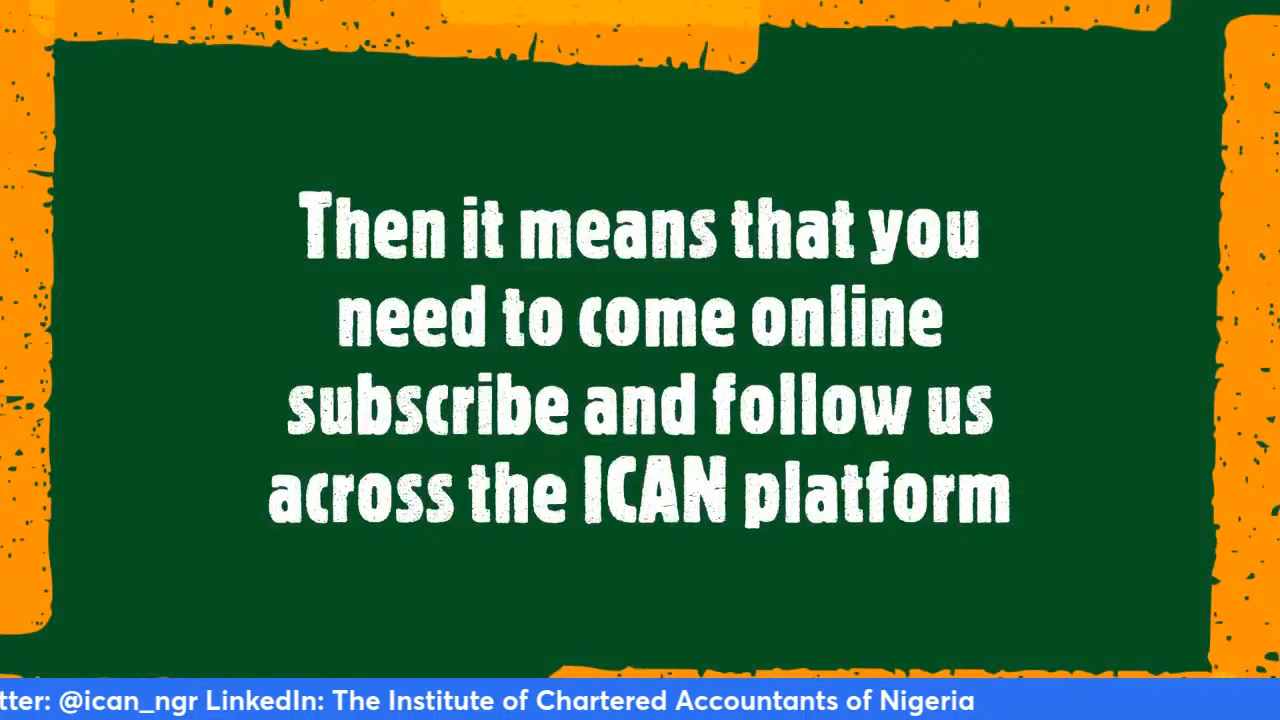 Then it means that you
need to come online
subscribe and follow us
across the ICAN platform
tter: @ican_ngr LinkedIn: The Institute of Chartered Accountants of Nigeria